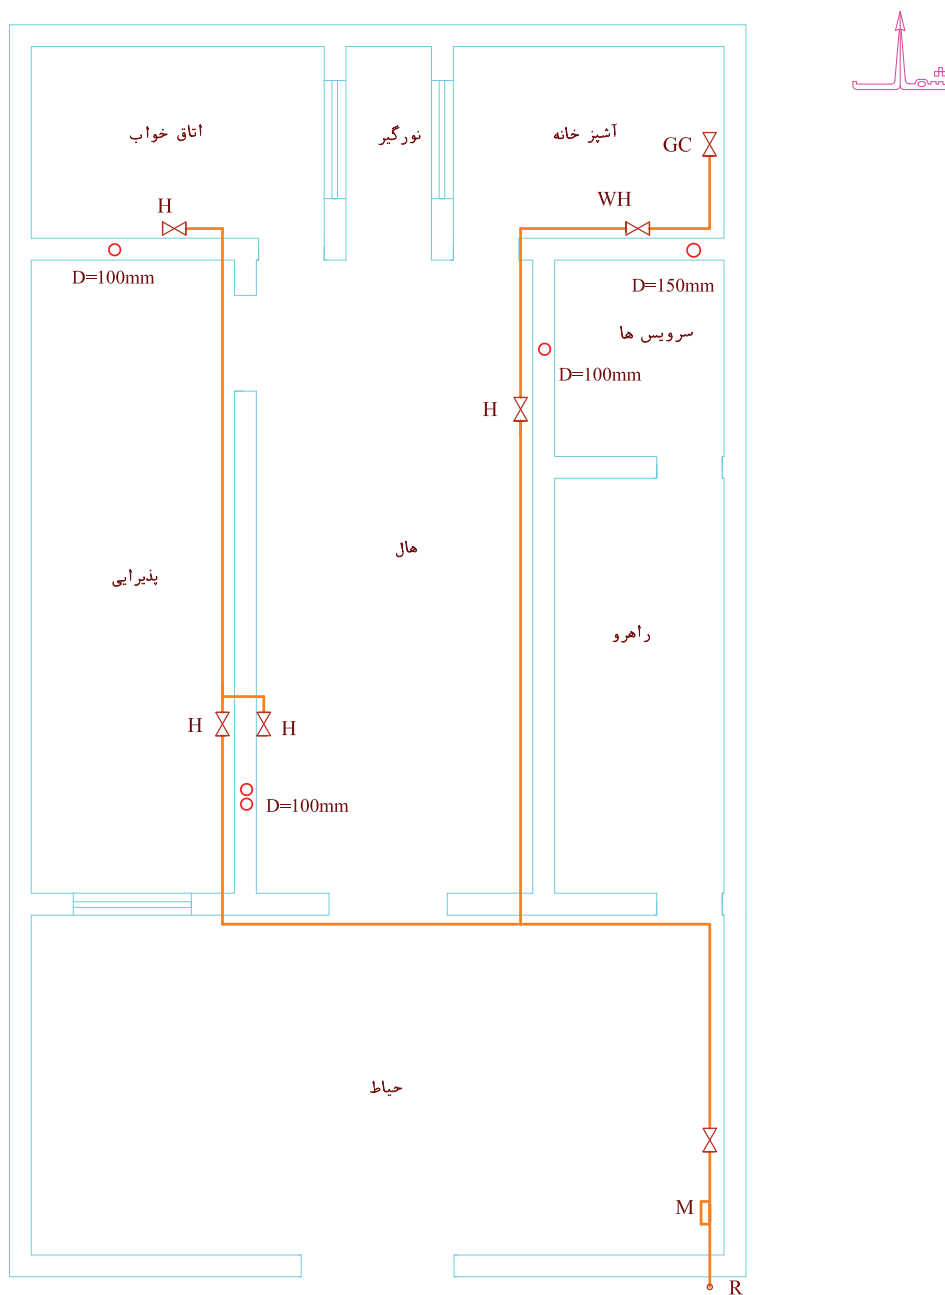 اتاق خواب
نورگیر
آشپز خانه
GC
WH
H
D=100mm
D=150mm
سرویس ها
D=100mm
H
هال
پذیرایی
راهرو
H
H
D=100mm
حیاط
M
R